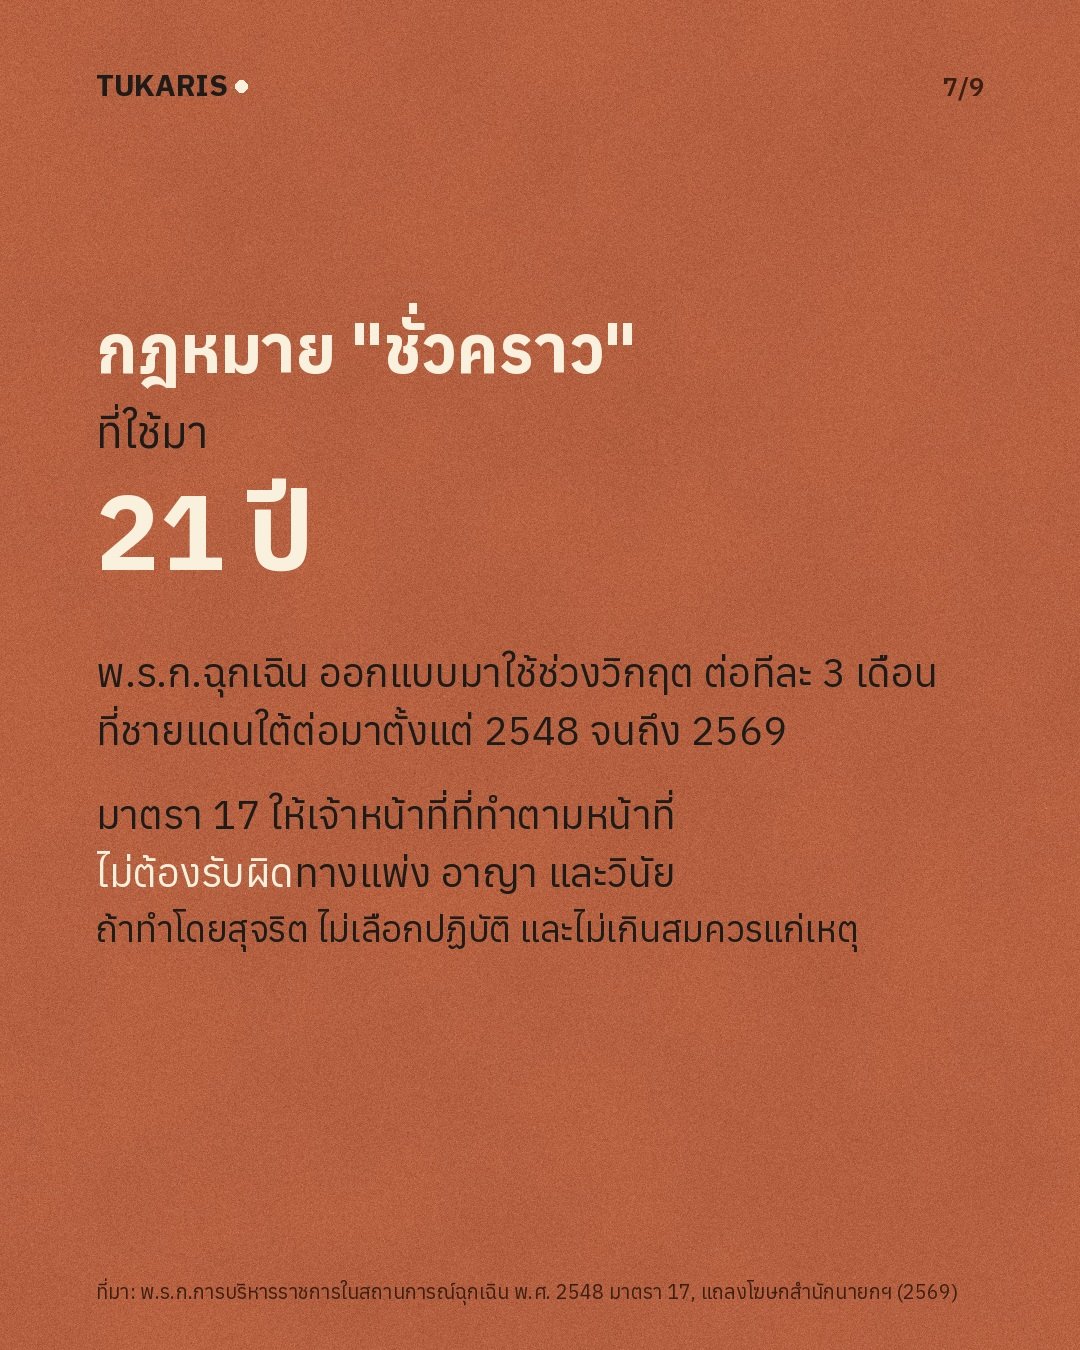 TUKARIS
7/9
กฎหมาย "ชั่วคราว"
ที่ใช้มา
21 ปี
พ.ร.ก.ฉุกเฉิน ออกแบบมาใช้ช่วงวิกฤต ต่อทีละ 3 เดือน
ที่ชายแดนใต้ต่อมาตั้งแต่ 2548 จนถึง 2569
มาตรา 17 ให้เจ้าหน้าที่ที่ทำตามหน้าที่
ไม่ต้องรับผิดทางแพ่ง อาญา และวินัย
ถ้าทำโดยสุจริต ไม่เลือกปฏิบัติ และไม่เกินสมควรแก่เหตุ
ที่มา: พ.ร.ก.การบริหารราชการในสถานการณ์ฉุกเฉิน พ.ศ. 2548 มาตรา 17, แถลงโฆษกสำนักนายกฯ (2569)